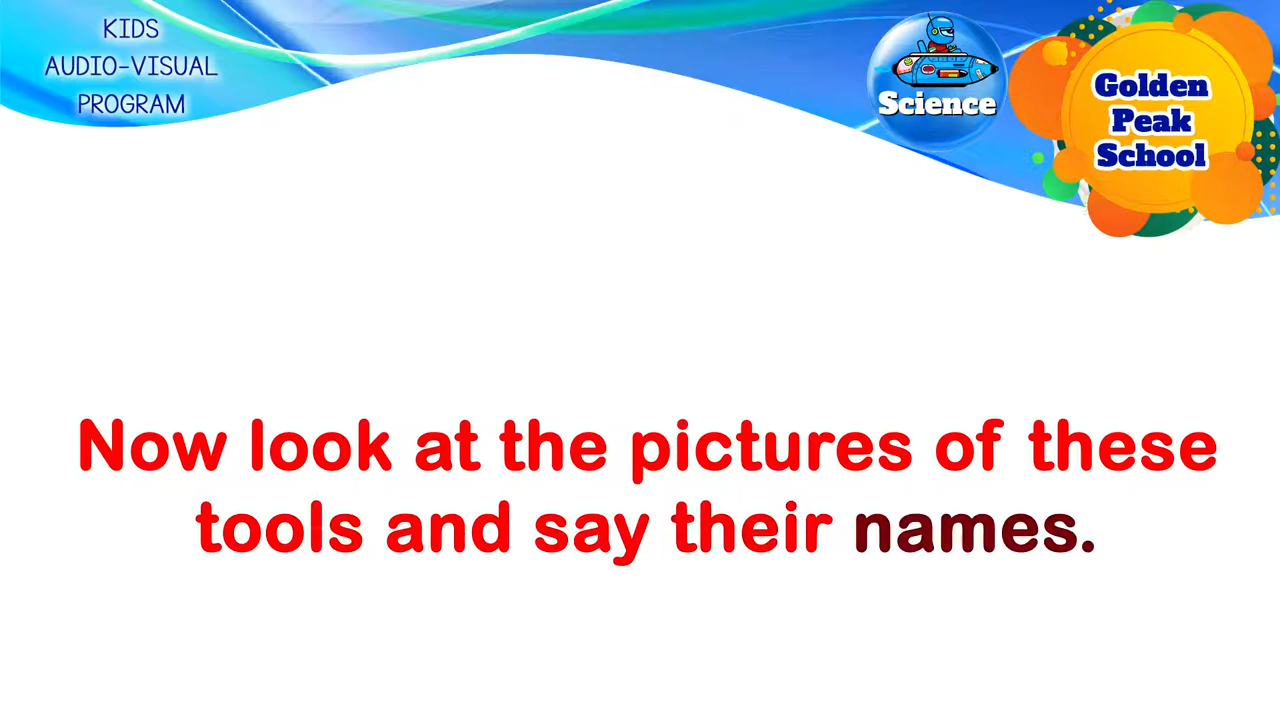 KIDS
AUDIO-VISUAL
PROGRAM
Science
Golden
Peak
School
Now look at the pictures of these
tools and say their names.